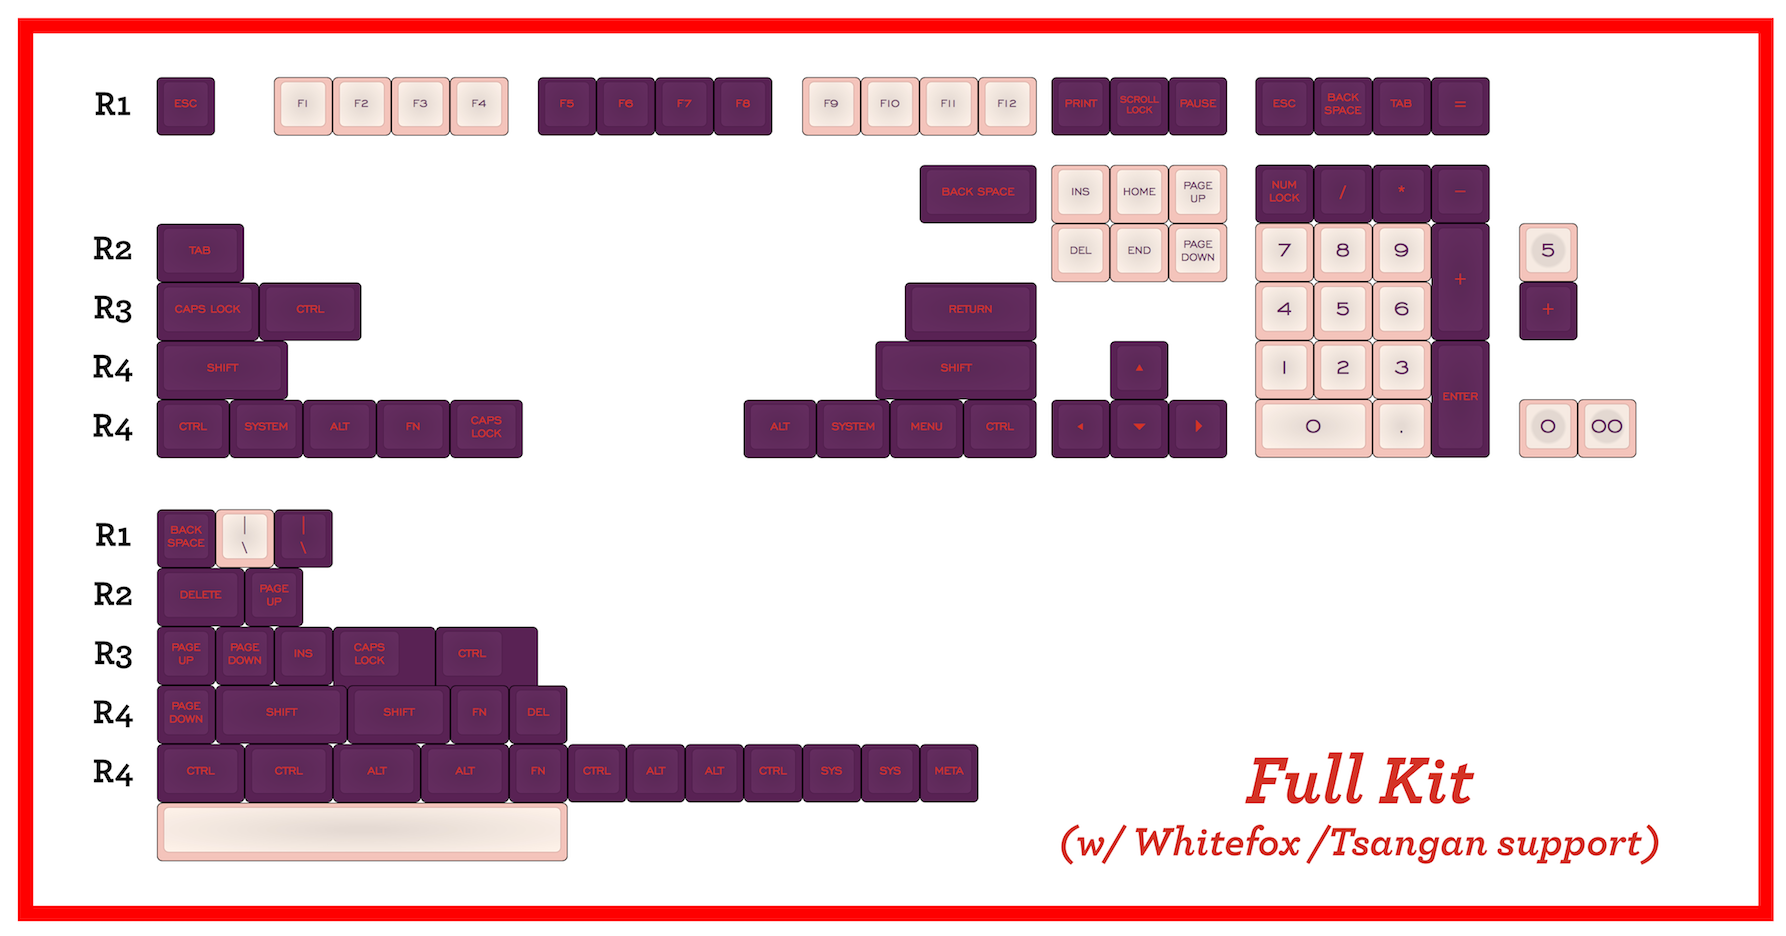 R1 ESC F1 F2 F3 F4 F5 F6 F7 F8 F9 F10 F11 F12 PRINT SCROLL LOCK PAUSE ESC BACK SPACE TAB =
BACK SPACE INS HOME PAGE UP NUM LOCK / * −
R2 TAB DEL END PAGE DOWN 7 8 9 + 5
R3 CAPS LOCK CTRL RETURN 4 5 6 +
R4 SHIFT SHIFT ▲ 1 2 3 ENTER
R4 CTRL SYSTEM ALT FN CAPS LOCK ALT SYSTEM MENU CTRL ◀ ▼ ▶ 0 . 0 00
R1 BACK SPACE | \ | \
R2 DELETE PAGE UP
R3 PAGE UP PAGE DOWN INS CAPS LOCK CTRL
R4 PAGE DOWN SHIFT SHIFT FN DEL
R4 CTRL CTRL ALT ALT FN CTRL ALT ALT CTRL SYS SYS META
Full Kit
(w/ Whitefox /Tsangan support)